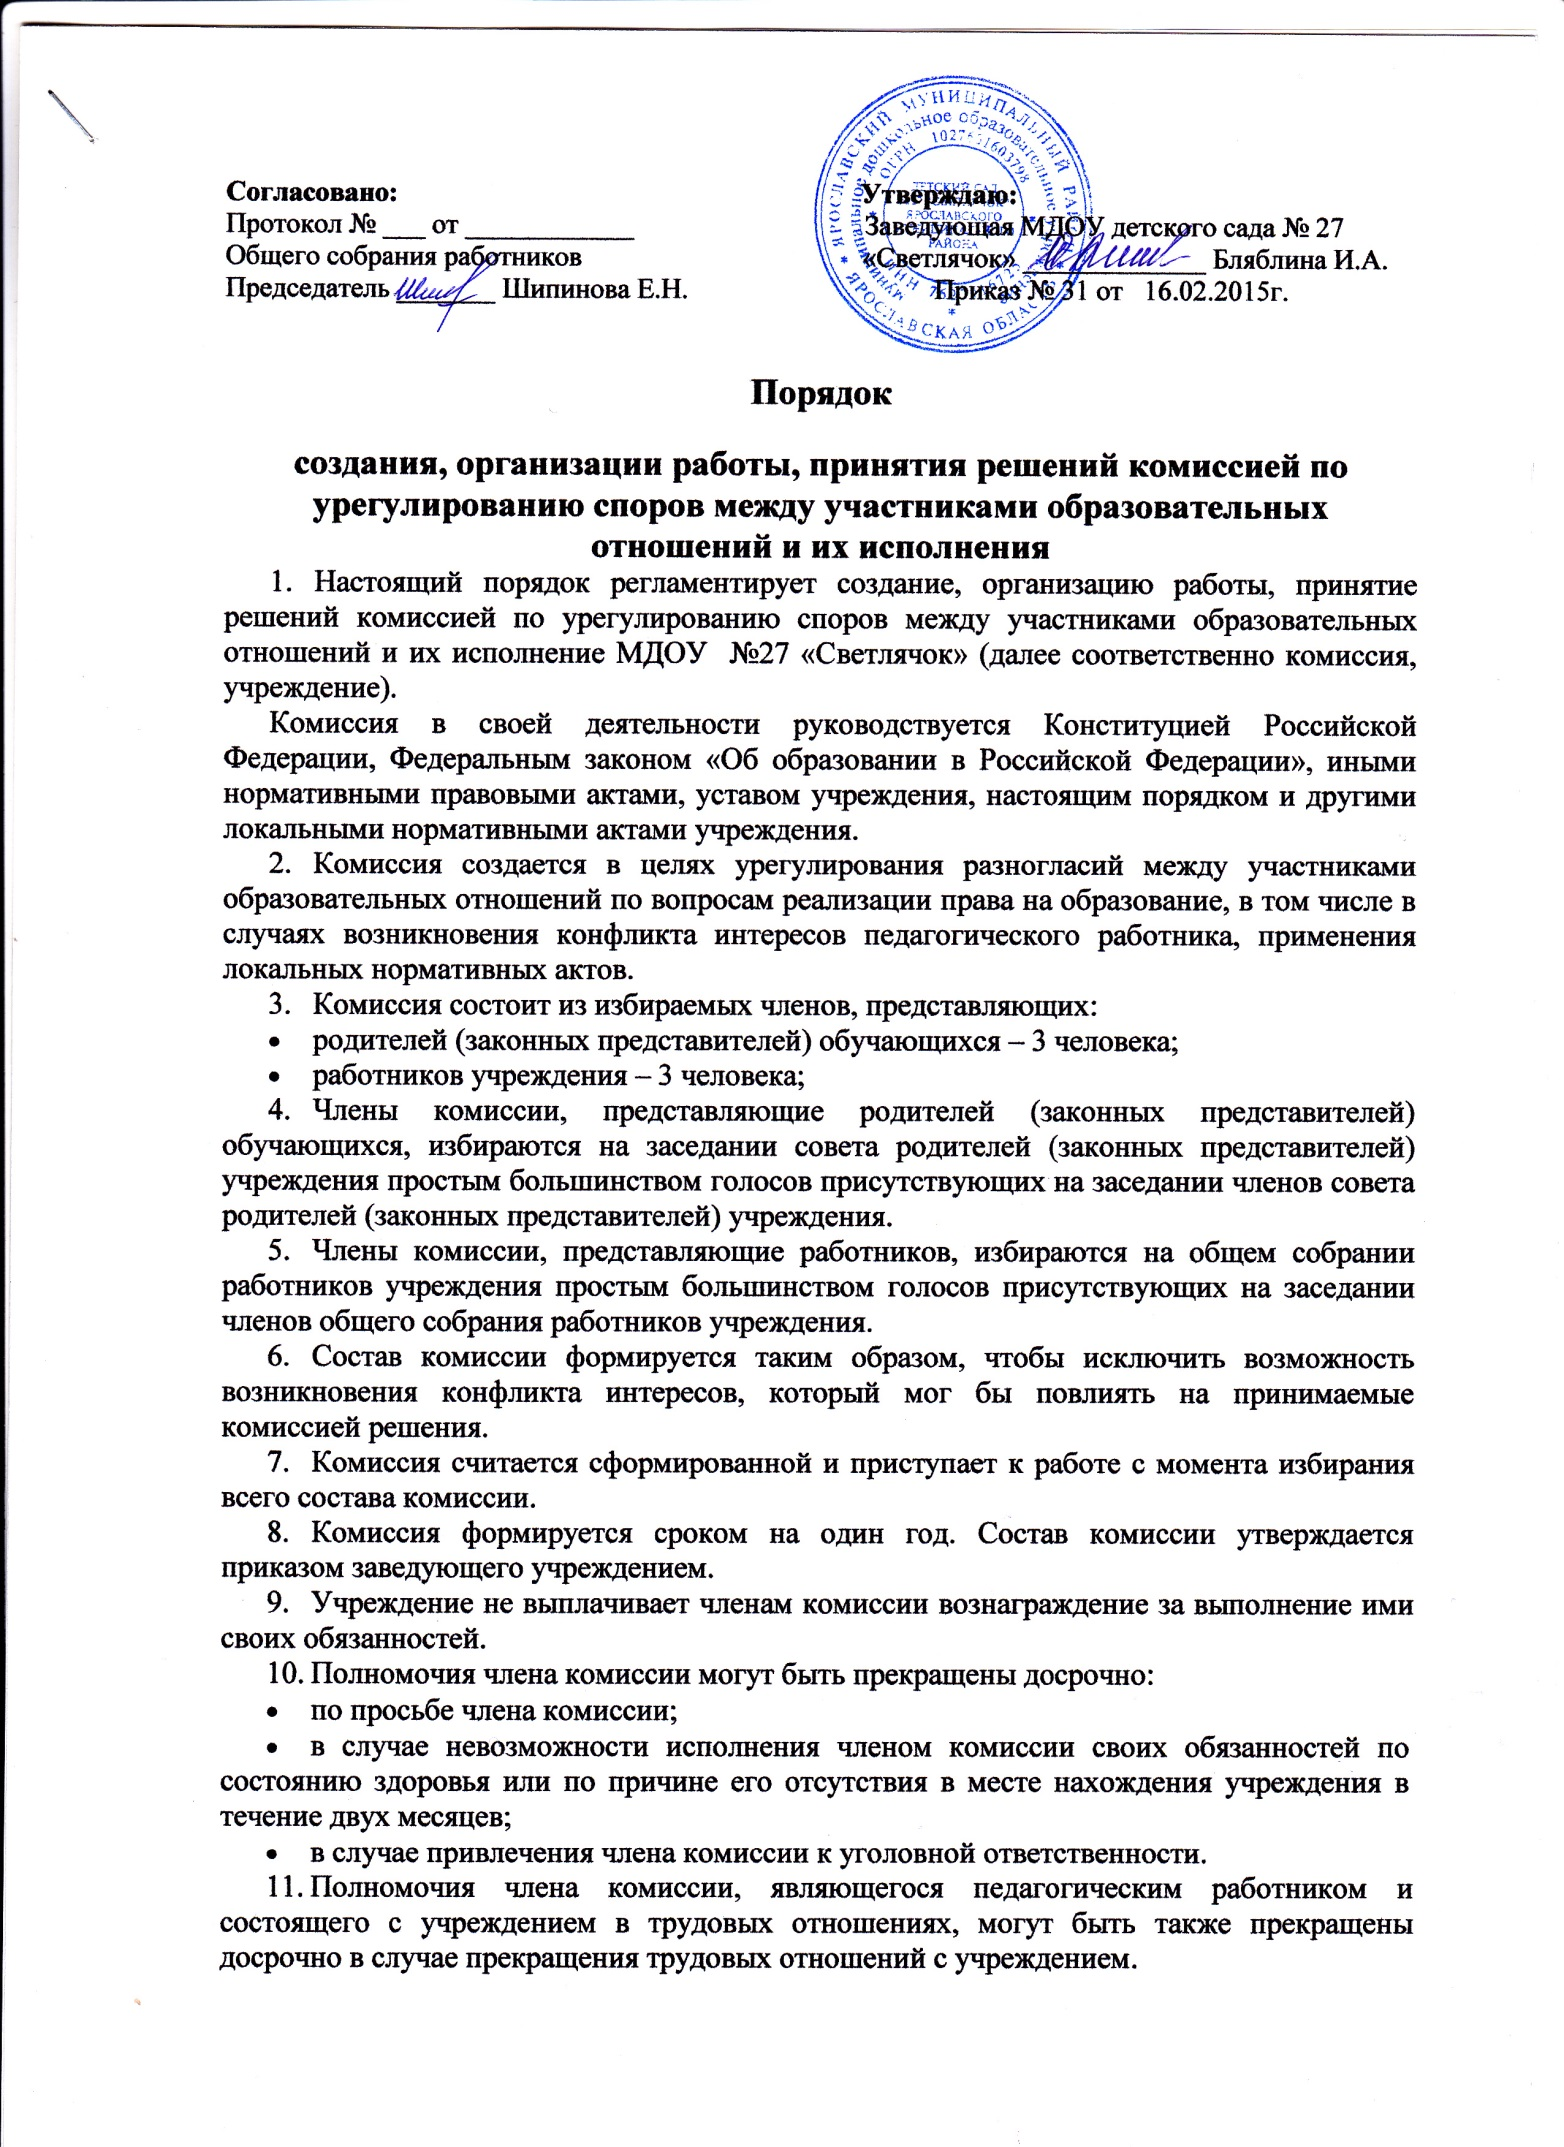 Согласовано:
Протокол № ___ от ____________
Общего собрания работников
Председатель _______ Шипинова Е.Н.
Утверждаю:
Заведующая МДОУ детского сада № 27
«Светлячок» _____________ Бляблина И.А.
Приказ № 31 от 16.02.2015г.
ЯРОСЛАВСКИЙ МУНИЦИПАЛЬНЫЙ
ЯРОСЛАВСКАЯ ОБЛАСТЬ
муниципальное дошкольное образовательное
ОГРН
ДЕТСКИЙ САД
ЯРОСЛАВСКОГО
РАЙОНА
ИНН
Порядок
создания, организации работы, принятия решений комиссией по
урегулированию споров между участниками образовательных
отношений и их исполнения
1. Настоящий порядок регламентирует создание, организацию работы, принятие
решений комиссией по урегулированию споров между участниками образовательных
отношений и их исполнение МДОУ №27 «Светлячок» (далее соответственно комиссия,
учреждение).
Комиссия в своей деятельности руководствуется Конституцией Российской
Федерации, Федеральным законом «Об образовании в Российской Федерации», иными
нормативными правовыми актами, уставом учреждения, настоящим порядком и другими
локальными нормативными актами учреждения.
2. Комиссия создается в целях урегулирования разногласий между участниками
образовательных отношений по вопросам реализации права на образование, в том числе в
случаях возникновения конфликта интересов педагогического работника, применения
локальных нормативных актов.
3. Комиссия состоит из избираемых членов, представляющих:
• родителей (законных представителей) обучающихся – 3 человека;
• работников учреждения – 3 человека;
4. Члены комиссии, представляющие родителей (законных представителей)
обучающихся, избираются на заседании совета родителей (законных представителей)
учреждения простым большинством голосов присутствующих на заседании членов совета
родителей (законных представителей) учреждения.
5. Члены комиссии, представляющие работников, избираются на общем собрании
работников учреждения простым большинством голосов присутствующих на заседании
членов общего собрания работников учреждения.
6. Состав комиссии формируется таким образом, чтобы исключить возможность
возникновения конфликта интересов, который мог бы повлиять на принимаемые
комиссией решения.
7. Комиссия считается сформированной и приступает к работе с момента избирания
всего состава комиссии.
8. Комиссия формируется сроком на один год. Состав комиссии утверждается
приказом заведующего учреждением.
9. Учреждение не выплачивает членам комиссии вознаграждение за выполнение ими
своих обязанностей.
10. Полномочия члена комиссии могут быть прекращены досрочно:
• по просьбе члена комиссии;
• в случае невозможности исполнения членом комиссии своих обязанностей по
состоянию здоровья или по причине его отсутствия в месте нахождения учреждения в
течение двух месяцев;
• в случае привлечения члена комиссии к уголовной ответственности.
11. Полномочия члена комиссии, являющегося педагогическим работником и
состоящего с учреждением в трудовых отношениях, могут быть также прекращены
досрочно в случае прекращения трудовых отношений с учреждением.